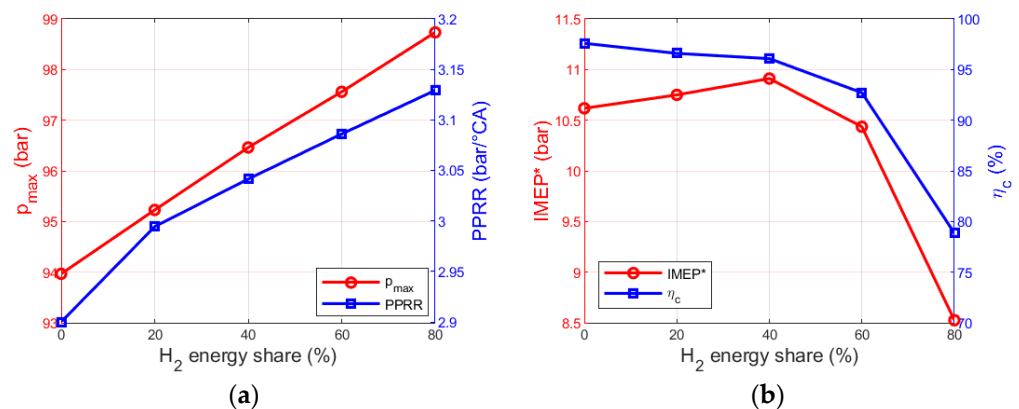 99
98
97
96
95
94
93
p_max (bar)
3.2
3.15
3.1
3.05
3
2.95
2.9
PPRR (bar/°CA)
p_max
PPRR
0 20 40 60 80
H_2 energy share (%)
(a)
11.5
11
10.5
10
9.5
9
8.5
IMEP* (bar)
100
95
90
85
80
75
70
η_c (%)
IMEP*
η_c
0 20 40 60 80
H_2 energy share (%)
(b)